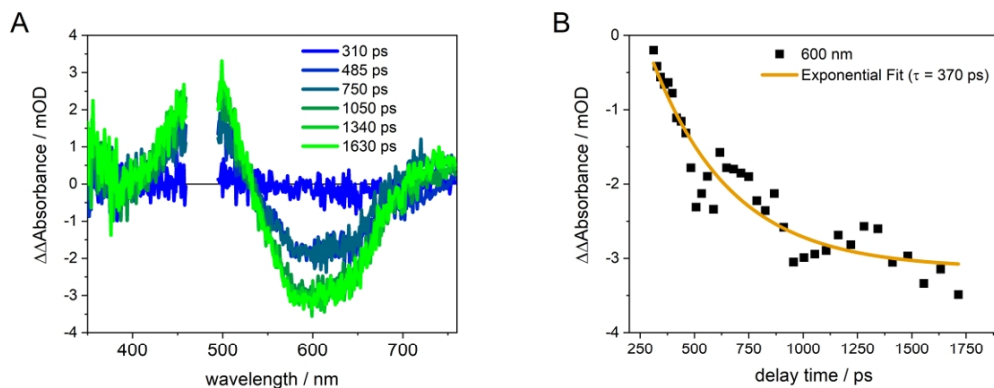 A
310 ps
485 ps
750 ps
1050 ps
1340 ps
1630 ps
4
3
2
1
0
-1
-2
-3
-4
400
500
600
700
ΔΔAbsorbance / mOD
wavelength / nm
B
600 nm
Exponential Fit (τ = 370 ps)
0
-1
-2
-3
-4
250
500
750
1000
1250
1500
1750
ΔΔAbsorbance / mOD
delay time / ps